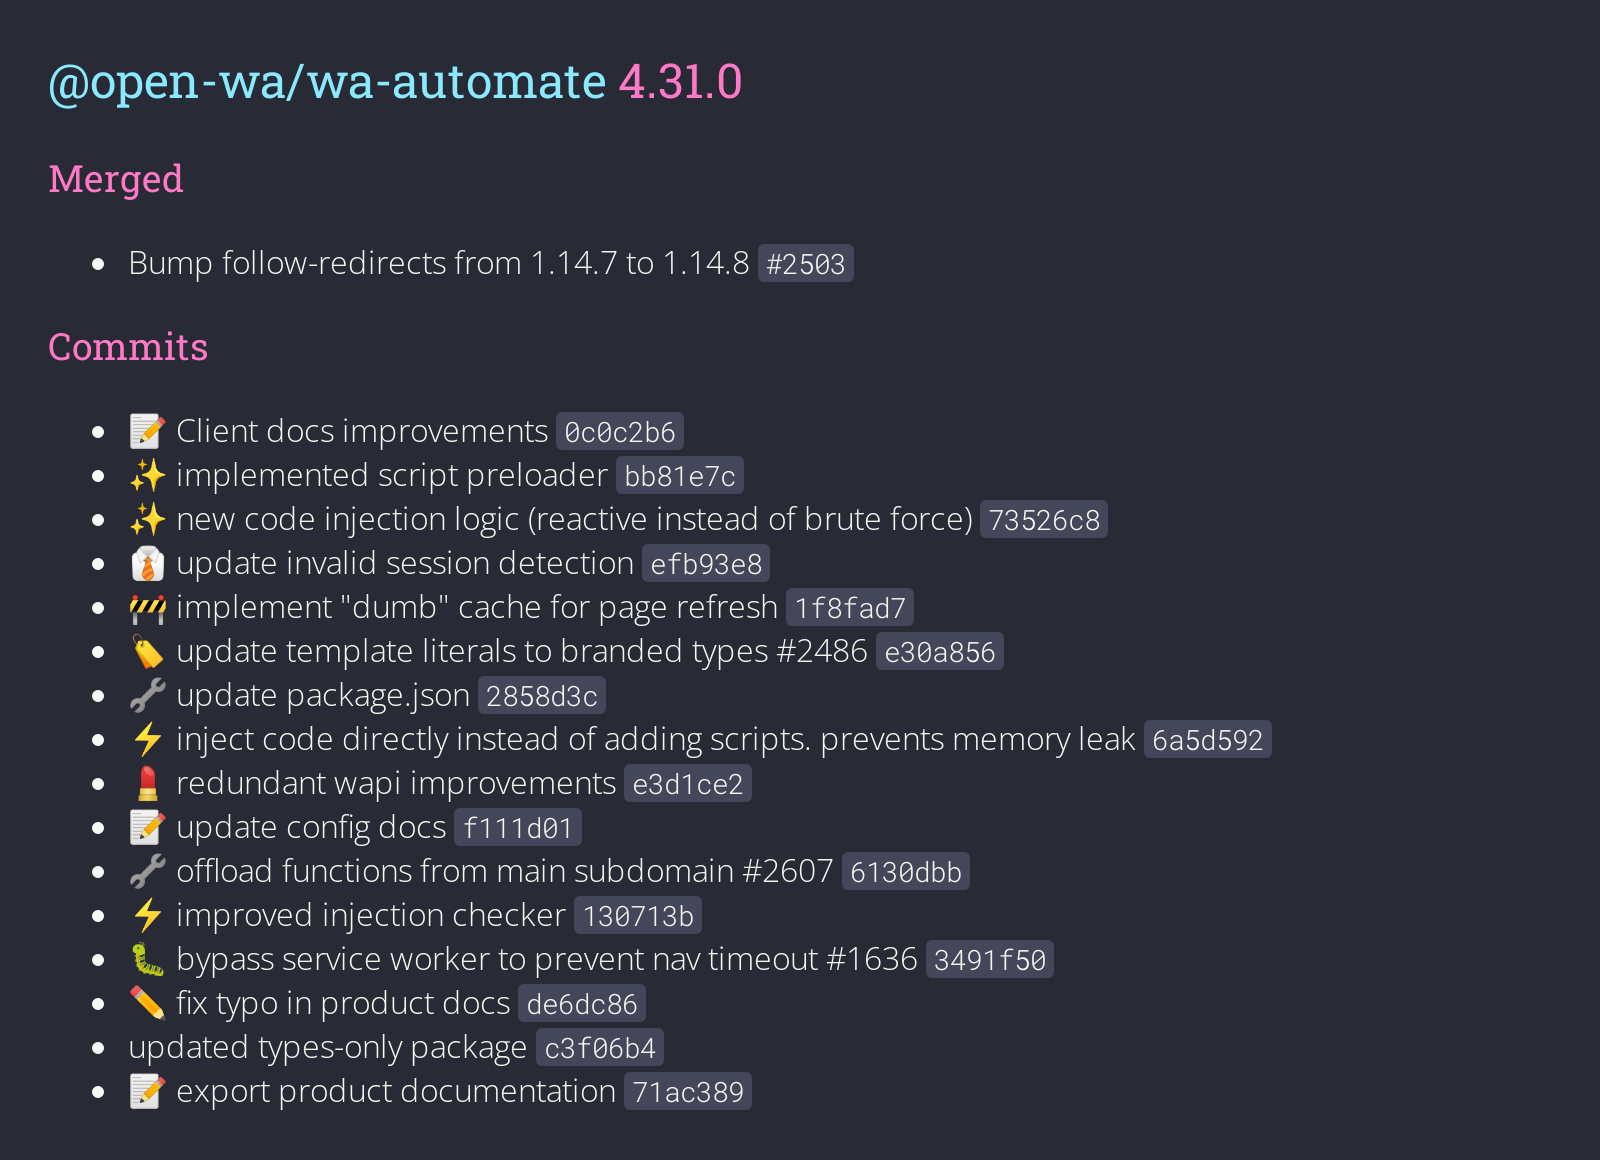 @open-wa/wa-automate 4.31.0
Merged
• Bump follow-redirects from 1.14.7 to 1.14.8 #2503
Commits
• 📝 Client docs improvements 0c0c2b6
• ✨ implemented script preloader bb81e7c
• ✨ new code injection logic (reactive instead of brute force) 73526c8
• 👔 update invalid session detection efb93e8
• 🚧 implement "dumb" cache for page refresh 1f8fad7
• 🏷️ update template literals to branded types #2486 e30a856
• 🔧 update package.json 2858d3c
• ⚡ inject code directly instead of adding scripts. prevents memory leak 6a5d592
• 💄 redundant wapi improvements e3d1ce2
• 📝 update config docs f111d01
• 🔧 offload functions from main subdomain #2607 6130dbb
• ⚡ improved injection checker 130713b
• 🐛 bypass service worker to prevent nav timeout #1636 3491f50
• ✏️ fix typo in product docs de6dc86
• updated types-only package c3f06b4
• 📝 export product documentation 71ac389